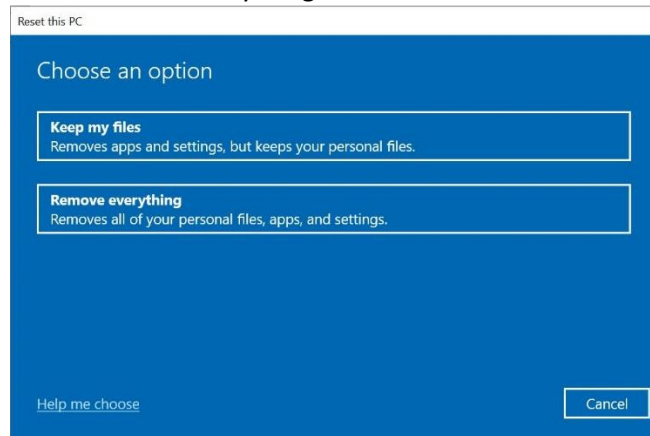 Reset this PC
Choose an option
Keep my files
Removes apps and settings, but keeps your personal files.
Remove everything
Removes all of your personal files, apps, and settings.
Help me choose
Cancel